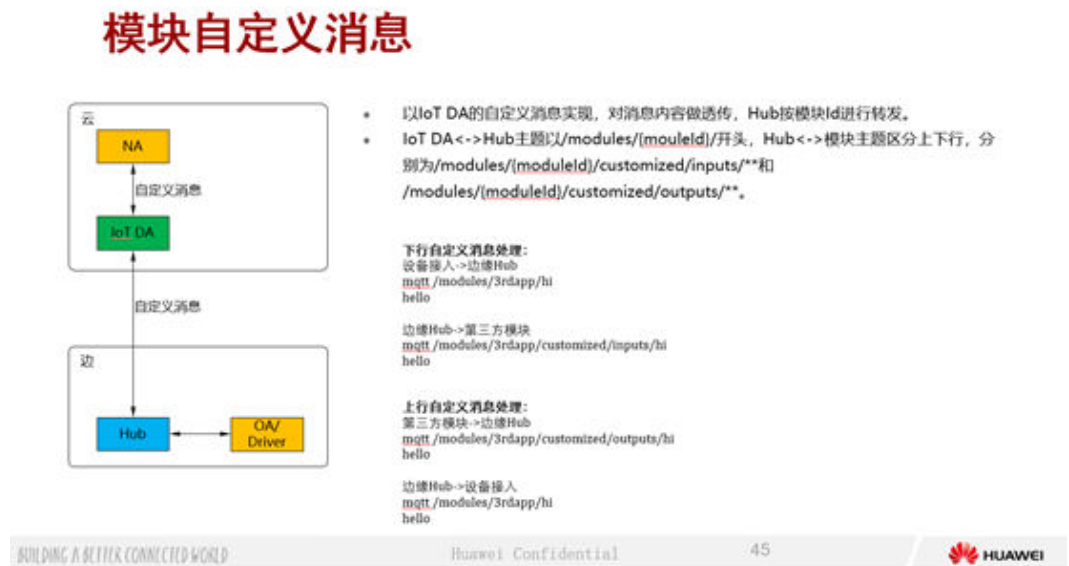 模块自定义消息
云
NA
自定义消息
IoT DA
自定义消息
边
Hub
OA/
Driver
以IoT DA的自定义消息实现，对消息内容做透传，Hub按模块Id进行转发。
IoT DA<->Hub主题以/modules/{mouleId}/开头，Hub<->模块主题区分上下行，分
别为/modules/{moduleId}/customized/inputs/**和
/modules/{moduleId}/customized/outputs/**。
下行自定义消息处理：
设备接入->边缘Hub
mqtt /modules/3rdapp/hi
hello
边缘Hub->第三方模块
mqtt /modules/3rdapp/customized/inputs/hi
hello
上行自定义消息处理：
第三方模块->边缘Hub
mqtt /modules/3rdapp/customized/outputs/hi
hello
边缘Hub->设备接入
mqtt /modules/3rdapp/hi
hello
BUILDING A BETTER CONNECTED WORLD
Huawei Confidential
45
HUAWEI